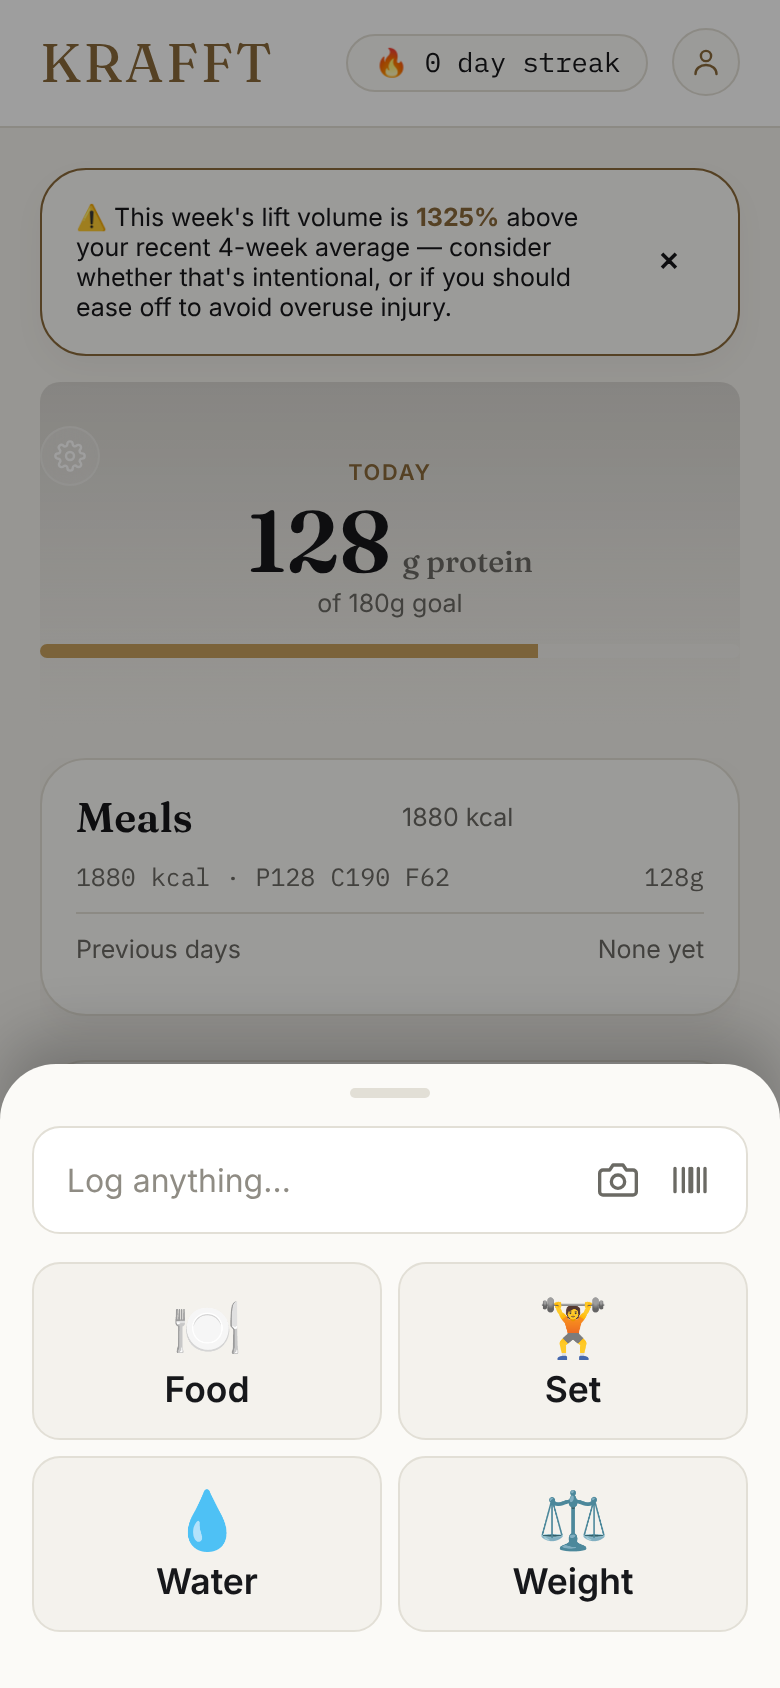 KRAFFT
🔥 0 day streak
⚠️ This week's lift volume is 1325% above
your recent 4-week average — consider
whether that's intentional, or if you should
ease off to avoid overuse injury.
✕
TODAY
128 g protein
of 180g goal
Meals 1880 kcal
1880 kcal · P128 C190 F62 128g
Previous days None yet
Log anything...
Food
Set
Water
Weight